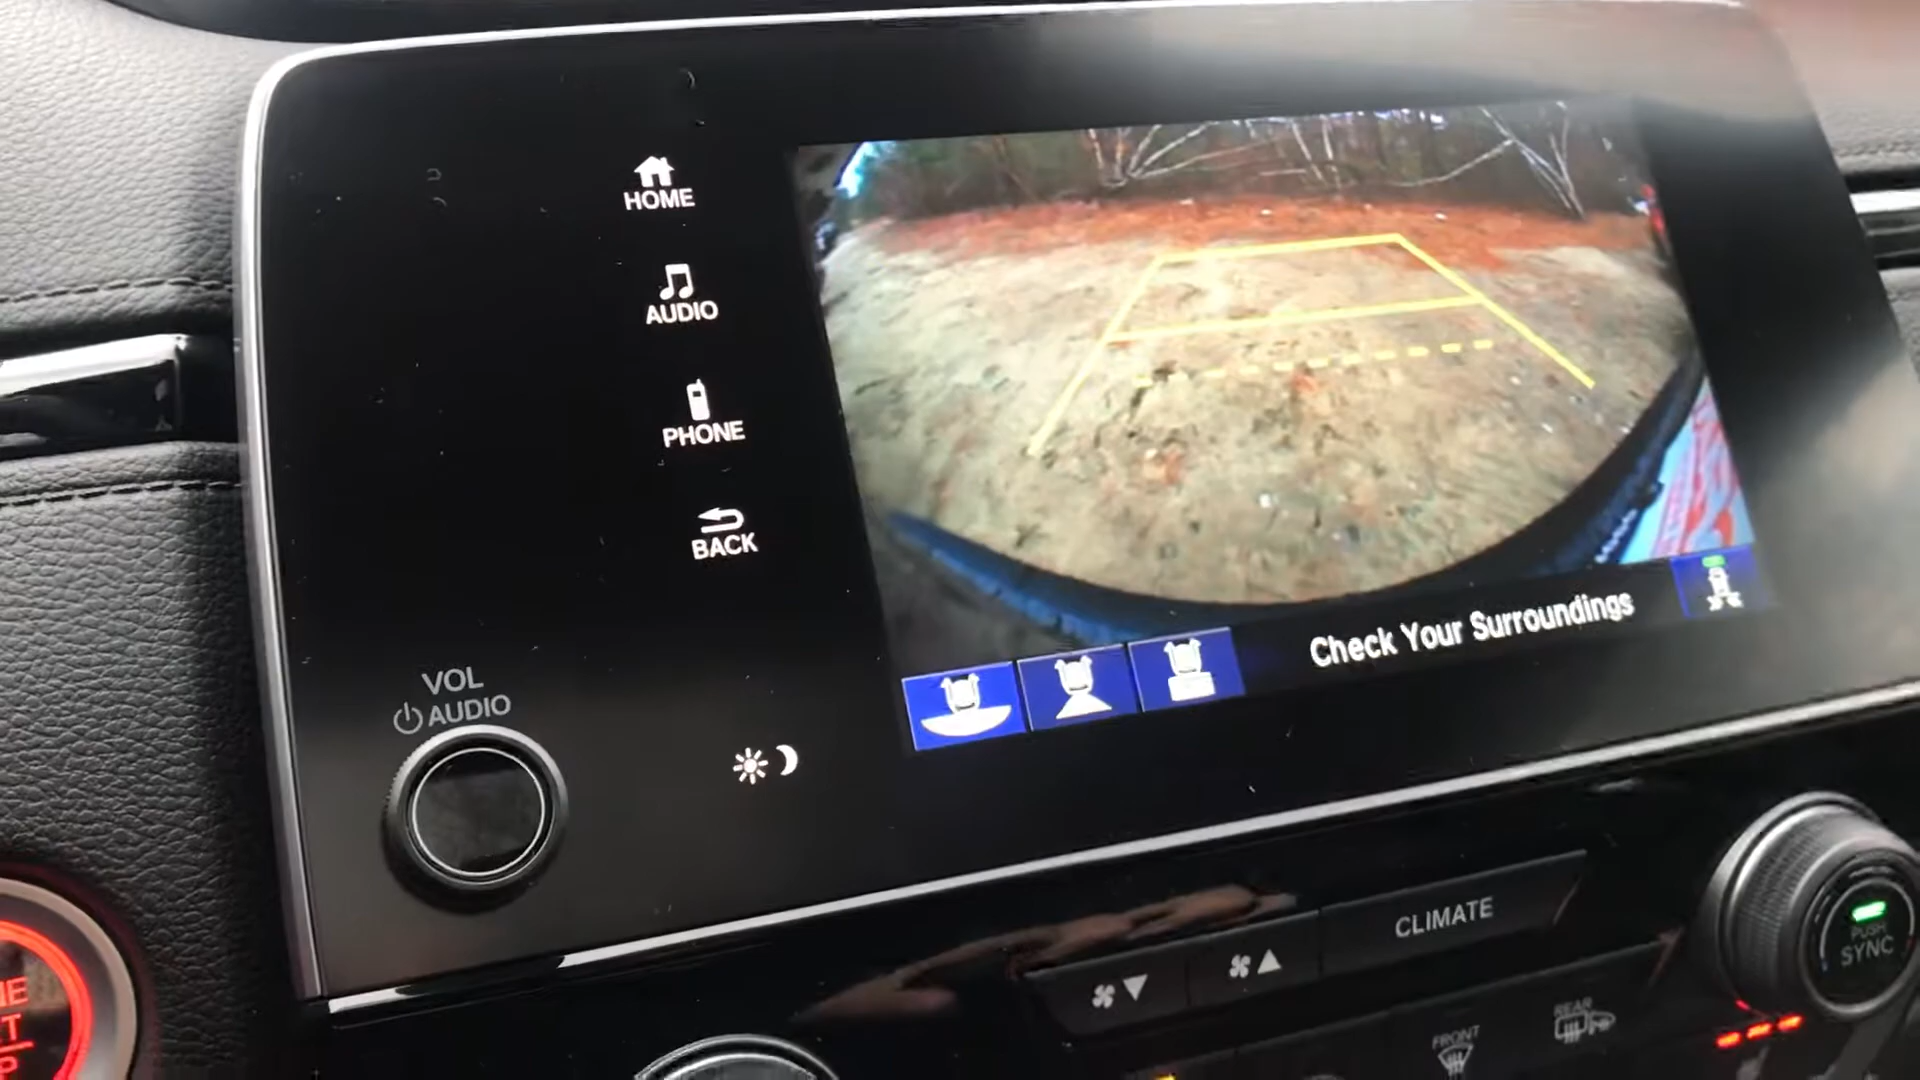 HOME
AUDIO
PHONE
BACK
Check Your Surroundings
VOL
AUDIO
CLIMATE
PUSH
SYNC
REAR
FRONT